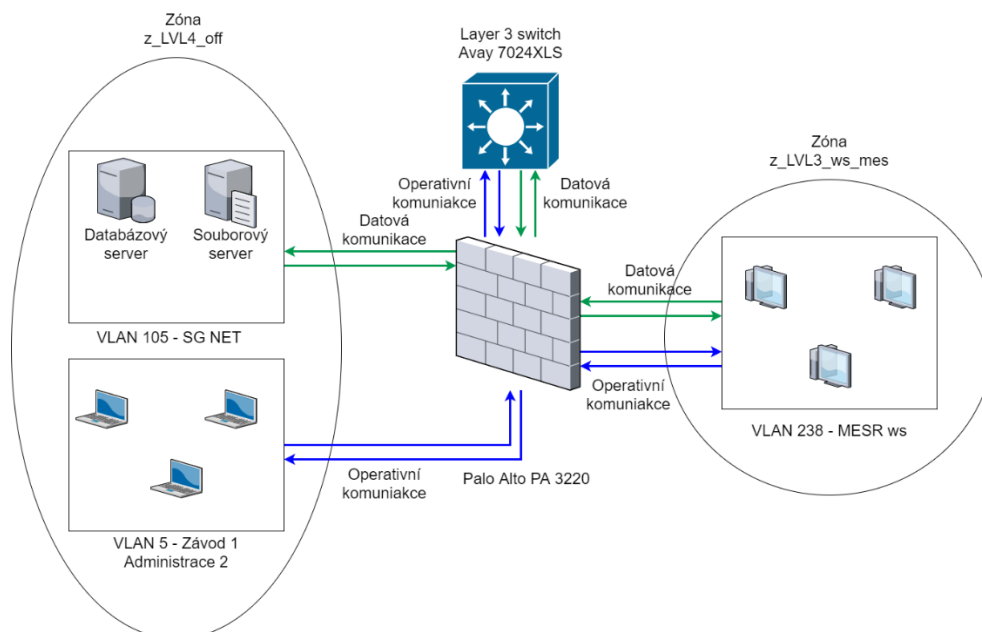 Zóna
z_LVL4_off
Layer 3 switch
Avay 7024XLS
Zóna
z_LVL3_ws_mes
Operativní
komuniakce
Datová
komunikace
Databázový
server
Souborový
server
Datová
komunikace
Datová
komunikace
VLAN 105 - SG NET
Operativní
komuniakce
VLAN 238 - MESR ws
Operativní
komuniakce
Palo Alto PA 3220
VLAN 5 - Závod 1
Administrace 2